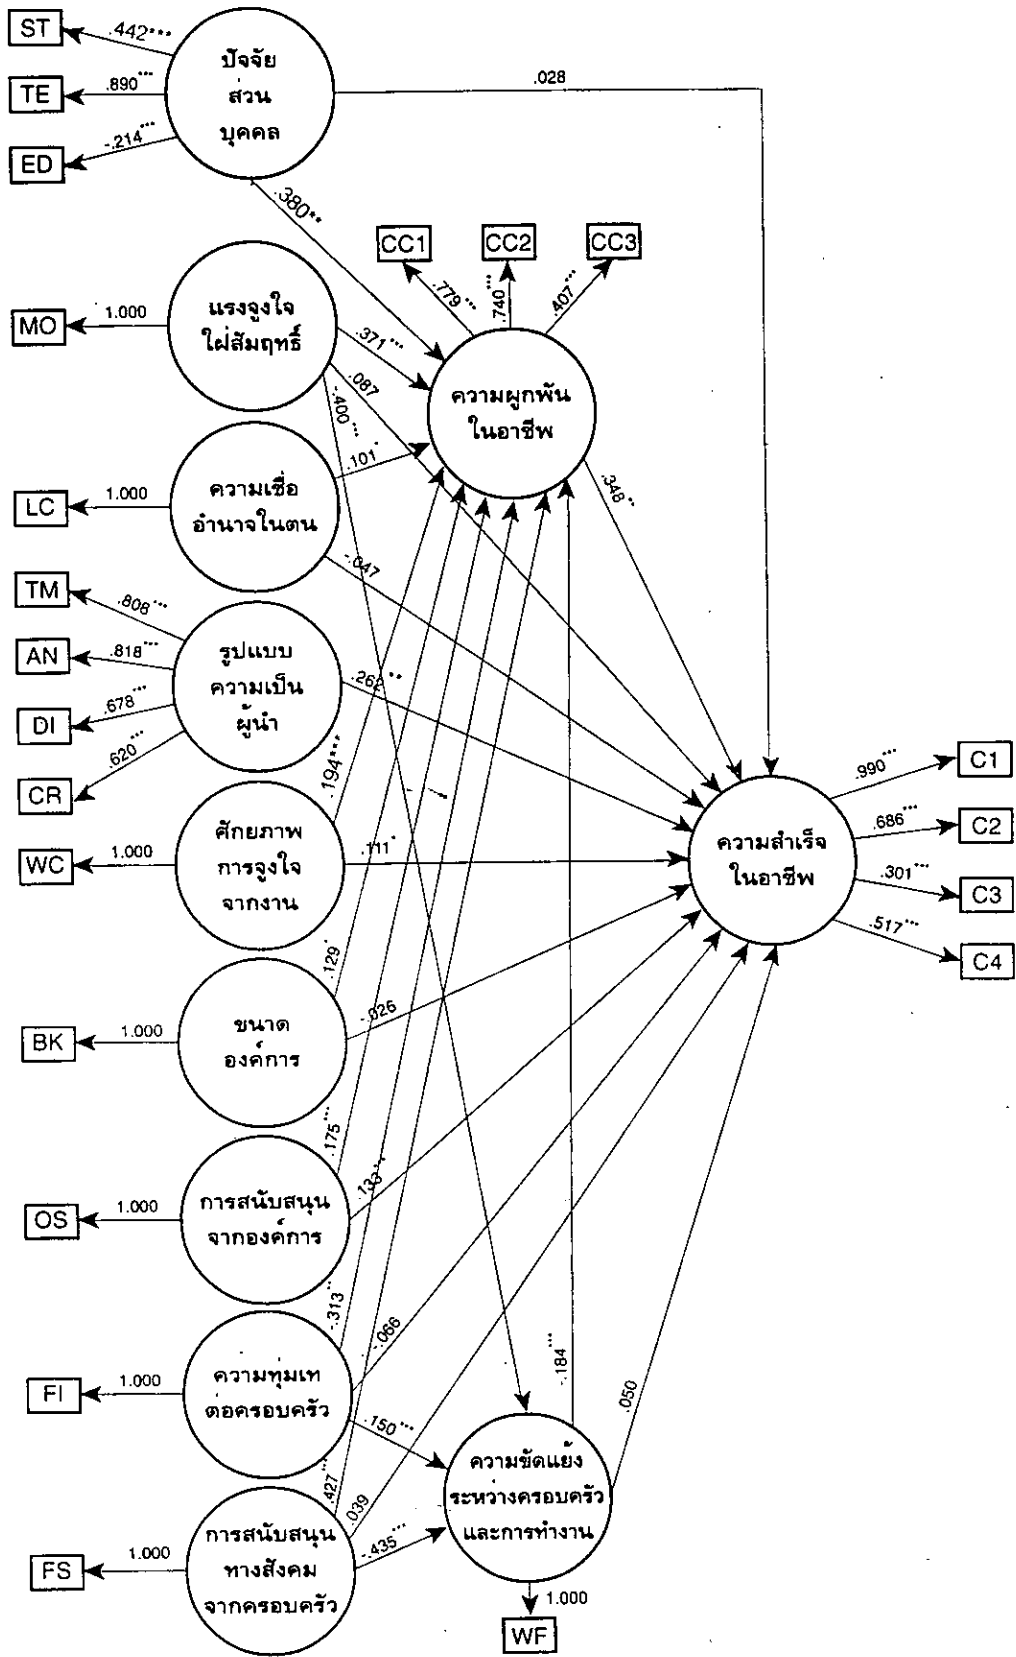 ST
.442***
ปัจจัย
ส่วน
บุคคล
.028
TE
.890***
ED
-.214***
.380**
CC1
CC2
CC3
.779***
.740***
.407***
MO
1.000
แรงจูงใจ
ใฝ่สัมฤทธิ์
.371***
.087
-.400***
ความผูกพัน
ในอาชีพ
.101*
.348**
LC
1.000
ความเชื่อ
อำนาจในตน
-.047
TM
.808***
AN
.818***
DI
.678***
CR
.620***
รูปแบบ
ความเป็น
ผู้นำ
.262**
.194***
WC
1.000
ศักยภาพ
การจูงใจ
จากงาน
.111*
ความสำเร็จ
ในอาชีพ
.990***
C1
.686***
C2
.301***
C3
.517***
C4
.129*
BK
1.000
ขนาด
องค์การ
-.026
.175***
OS
1.000
การสนับสนุน
จากองค์การ
.133**
-.313**
FI
1.000
ความทุ่มเท
ต่อครอบครัว
-.066
.150***
-.184***
.050
.427***
.039
ความขัดแย้ง
ระหว่างครอบครัว
และการทำงาน
FS
1.000
การสนับสนุน
ทางสังคม
จากครอบครัว
-.435***
1.000
WF